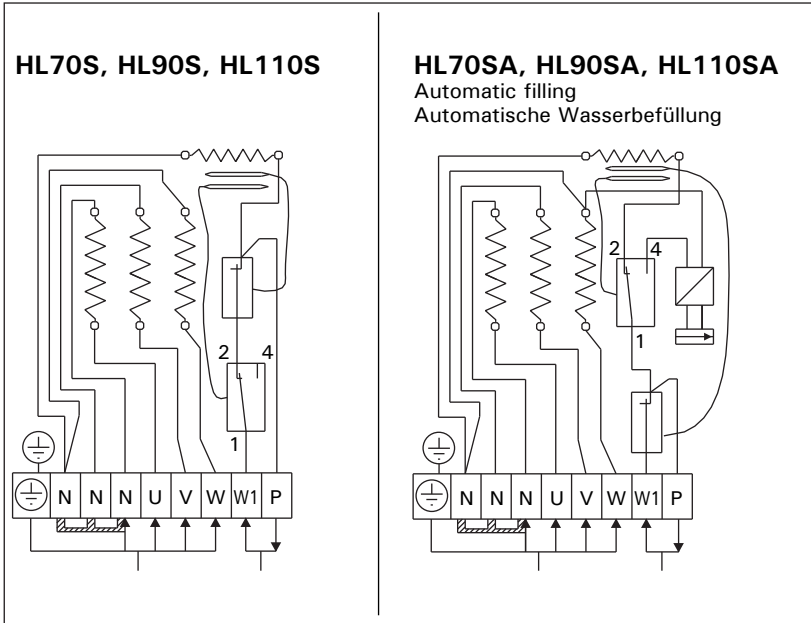 HL70S, HL90S, HL110S
2 4
1
N N N U V W W1 P
HL70SA, HL90SA, HL110SA
Automatic filling
Automatische Wasserbefüllung
2 4
1
N N N U V W W1 P